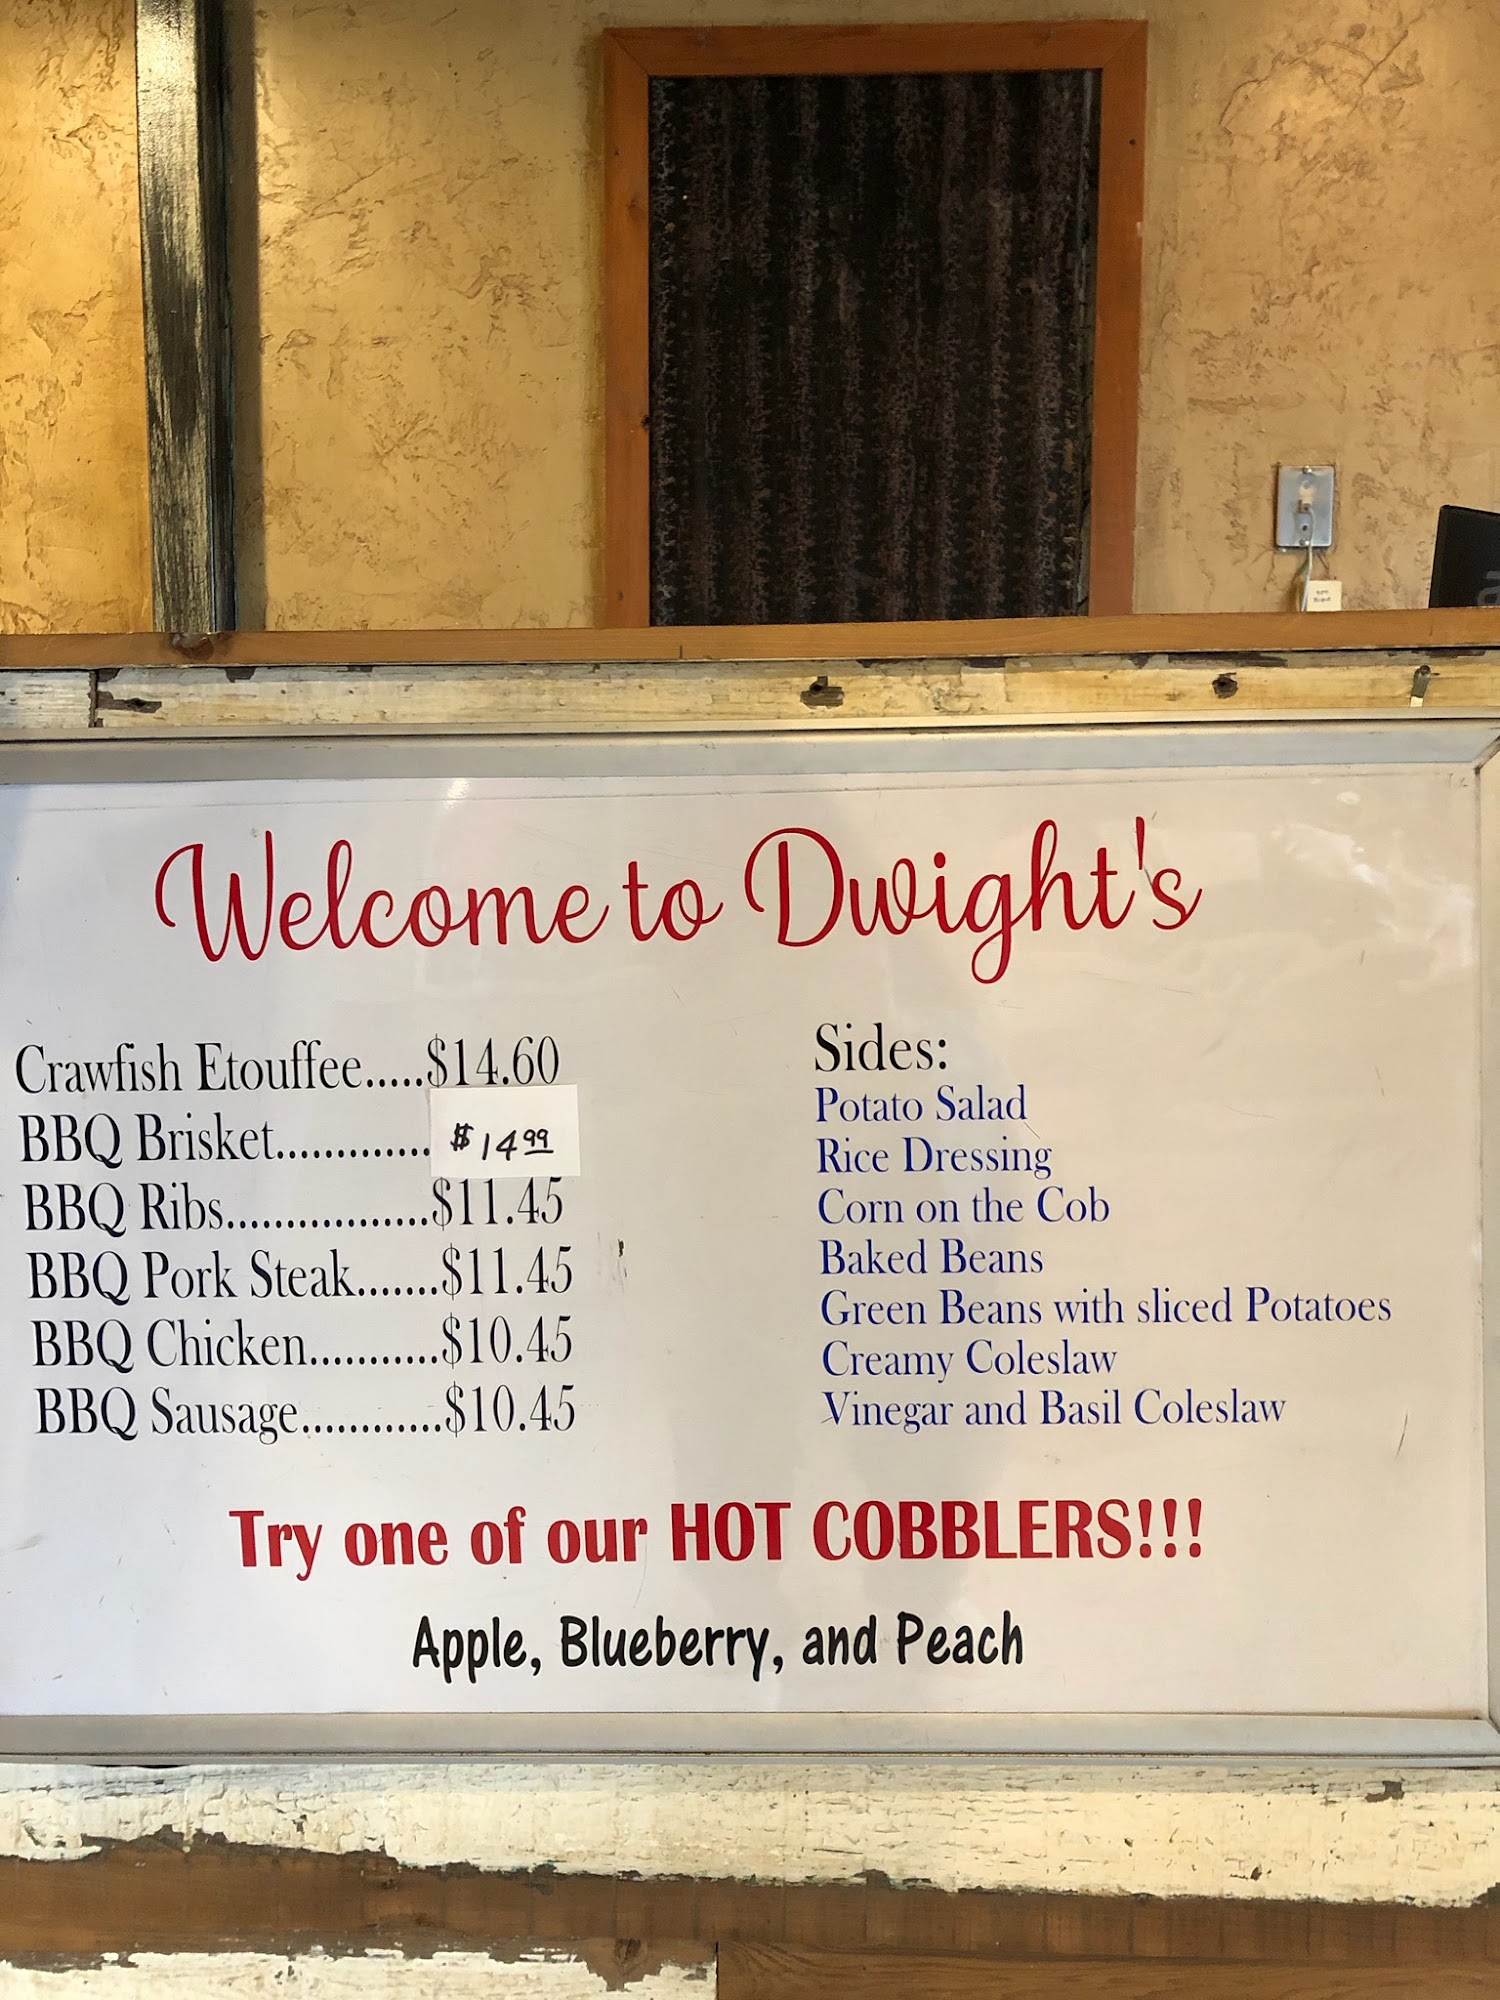 Welcome to Dwight's
Crawfish Etouffee.....$14.60
BBQ Brisket.............$14.99
BBQ Ribs.................$11.45
BBQ Pork Steak.......$11.45
BBQ Chicken...........$10.45
BBQ Sausage............$10.45
Sides:
Potato Salad
Rice Dressing
Corn on the Cob
Baked Beans
Green Beans with sliced Potatoes
Creamy Coleslaw
Vinegar and Basil Coleslaw
Try one of our HOT COBBLERS!!!
Apple, Blueberry, and Peach